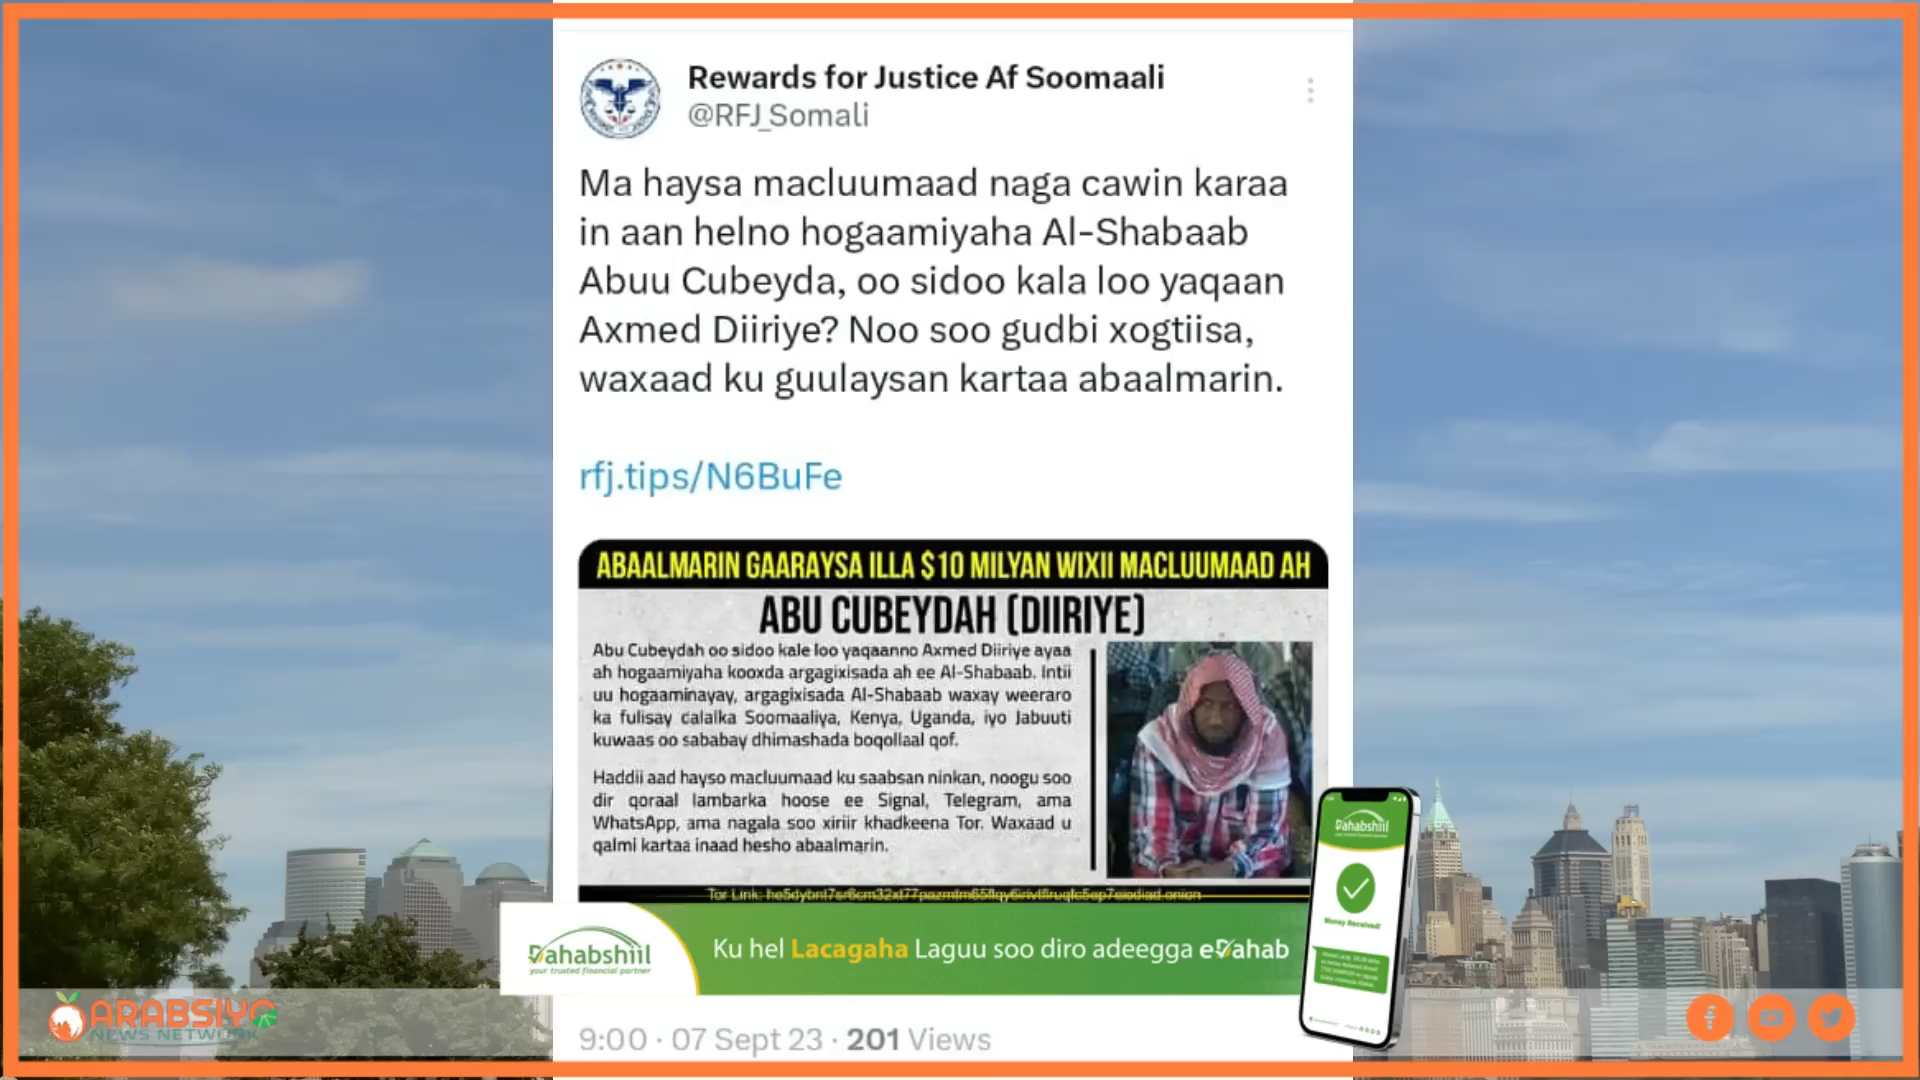 Rewards for Justice Af Soomaali
@RFJ_Somali
Ma haysa macluumaad naga cawin karaa
in aan helno hogaamiyaha Al-Shabaab
Abuu Cubeyda, oo sidoo kala loo yaqaan
Axmed Diiriye? Noo soo gudbi xogtiisa,
waxaad ku guulaysan kartaa abaalmarin.
rfj.tips/N6BuFe
ABAALMARIN GAARAYSA ILLA $10 MILYAN WIXII MACLUUMAAD AH
ABU CUBEYDAH (DIIRIYE)
Abu Cubeydah oo sidoo kale loo yaqaanno Axmed Diiriye ayaa
ah hogaamiyaha kooxda argagixisada ah ee Al-Shabaab. Intii
uu hogaaminayay, argagixisada Al-Shabaab waxay weeraro
ka fulisay calalka Soomaaliya, Kenya, Uganda, iyo Jabuuti
kuwaas oo sababay dhimashada boqollaal qof.
Haddii aad hayso macluumaad ku saabsan ninkan, noogu soo
dir qoraal lambarka hoose ee Signal, Telegram, ama
WhatsApp, ama nagala soo xiriir khadkeena Tor. Waxaad u
qalmi kartaa inaad hesho abaalmarin.
Tor Link:
Dahabshiil
your trusted financial partner
Ku hel Lacagaha Laguu soo diro adeegga eDahab
Dahabshiil
Money Received!
9:00 · 07 Sept 23 · 201 Views
ARABSIYO
NEWS NETWORK